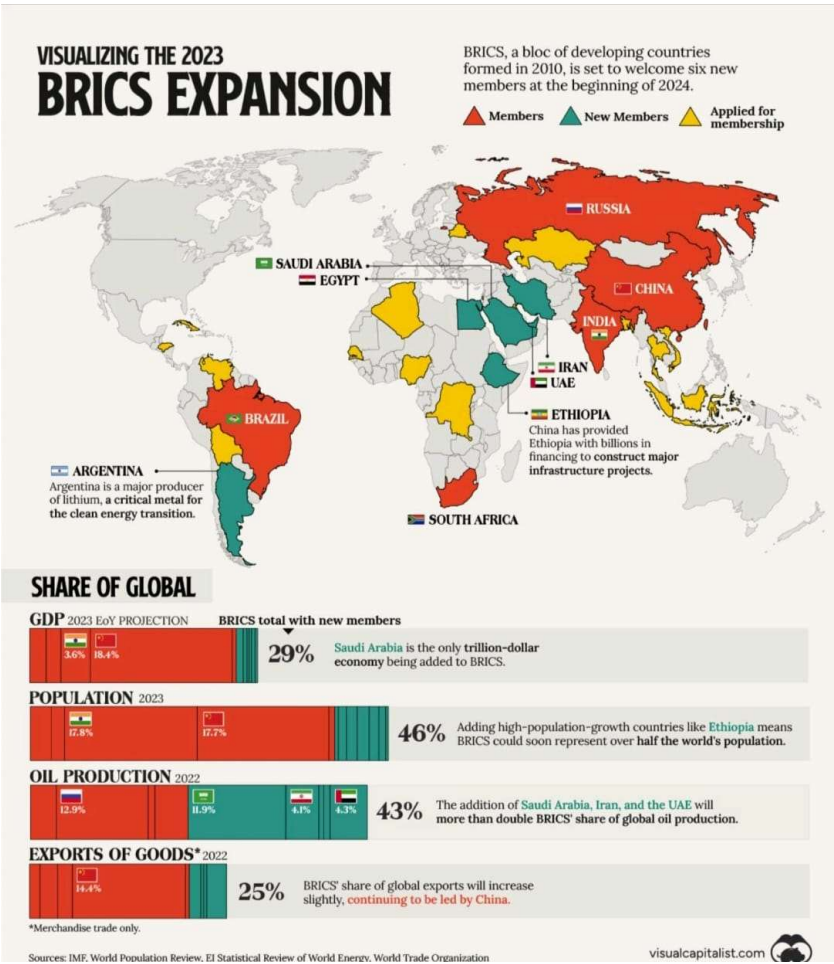 VISUALIZING THE 2023
BRICS EXPANSION
BRICS, a bloc of developing countries
formed in 2010, is set to welcome six new
members at the beginning of 2024.
Members
New Members
Applied for
membership
RUSSIA
SAUDI ARABIA
EGYPT
CHINA
INDIA
IRAN
UAE
BRAZIL
ETHIOPIA
China has provided
Ethiopia with billions in
financing to construct major
infrastructure projects.
ARGENTINA
Argentina is a major producer
of lithium, a critical metal for
the clean energy transition.
SOUTH AFRICA
SHARE OF GLOBAL
GDP 2023 EoY PROJECTION
BRICS total with new members
3.6% 18.4%
29%
Saudi Arabia is the only trillion-dollar
economy being added to BRICS.
POPULATION 2023
17.8%
17.7%
46%
Adding high-population-growth countries like Ethiopia means
BRICS could soon represent over half the world's population.
OIL PRODUCTION 2022
12.9%
11.9%
4.1%
4.3%
43%
The addition of Saudi Arabia, Iran, and the UAE will
more than double BRICS' share of global oil production.
EXPORTS OF GOODS* 2022
14.4%
25%
BRICS' share of global exports will increase
slightly, continuing to be led by China.
*Merchandise trade only.
Sources: IMF, World Population Review, EI Statistical Review of World Energy, World Trade Organization
visualcapitalist.com